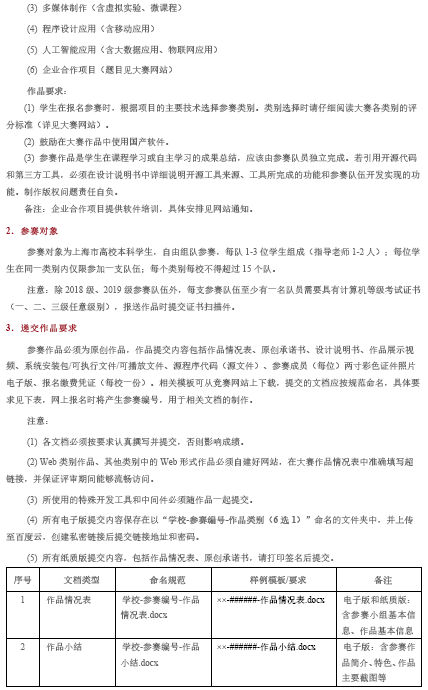 (3) 多媒体制作（含虚拟实验、微课程）
(4) 程序设计应用（含移动应用）
(5) 人工智能应用（含大数据应用、物联网应用）
(6) 企业合作项目（题目见大赛网站）
作品要求：
(1) 学生在报名参赛时，根据项目的主要技术选择参赛类别。类别选择时请仔细阅读大赛各类别的评
分标准（详见大赛网站）。
(2) 鼓励在大赛作品中使用国产软件。
(3) 参赛作品是学生在课程学习或自主学习的成果总结，应该由参赛队员独立完成。若引用开源代码
和第三方工具，必须在设计说明书中详细说明开源工具来源、工具所完成的功能和参赛队伍开发实现的功
能。制作版权问题责任自负。
备注：企业合作项目提供软件培训，具体安排见网站通知。
2．参赛对象
参赛对象为上海市高校本科学生，自由组队参赛，每队 1-3 位学生组成（指导老师 1-2 人）；每位学
生在同一类别内仅限参加一支队伍；每个类别每校不得超过 15 个队。
注意：除 2018 级、2019 级参赛队伍外，每支参赛队伍至少有一名队员需要具有计算机等级考试证书
（一、二、三级任意级别），报送作品时提交证书扫描件。
3．递交作品要求
参赛作品必须为原创作品，作品提交内容包括作品情况表、原创承诺书、设计说明书、作品展示视
频、系统安装包/可执行文件/可播放文件、源程序代码（源文件）、参赛成员（每位）两寸彩色证件照片
电子版、报名缴费凭证（每校一份）。相关模板可从竞赛网站上下载，提交的文档应按规范命名，具体要
求见下表，网上报名时将产生参赛编号，用于相关文档的制作。
注意：
(1) 各文档必须按要求认真撰写并提交，否则影响成绩。
(2) Web 类别作品、其他类别中的 Web 形式作品必须自建好网站，在大赛作品情况表中准确填写超
链接，并保证评审期间能够流畅访问。
(3) 所使用的特殊开发工具和中间件必须随作品一起提交。
(4) 所有电子版提交内容保存在以“学校-参赛编号-作品类别（6 选 1）”命名的文件夹中，并上传
至百度云，创建私密链接后提交链接地址和密码。
(5) 所有纸质版提交内容，包括作品情况表、原创承诺书，请打印签名后提交。
序号 文档类型 命名规范 样例模板/要求 备注
1 作品情况表 学校-参赛编号-作品 ××-######-作品情况表.docx 电子版和纸质版：
情况表.docx 含参赛小组基本信
息、作品基本信息
2 作品小结 学校-参赛编号-作品 ××-######-作品小结.docx 电子版：含参赛作
小结.docx 品简介、特色、作品
主要截图等